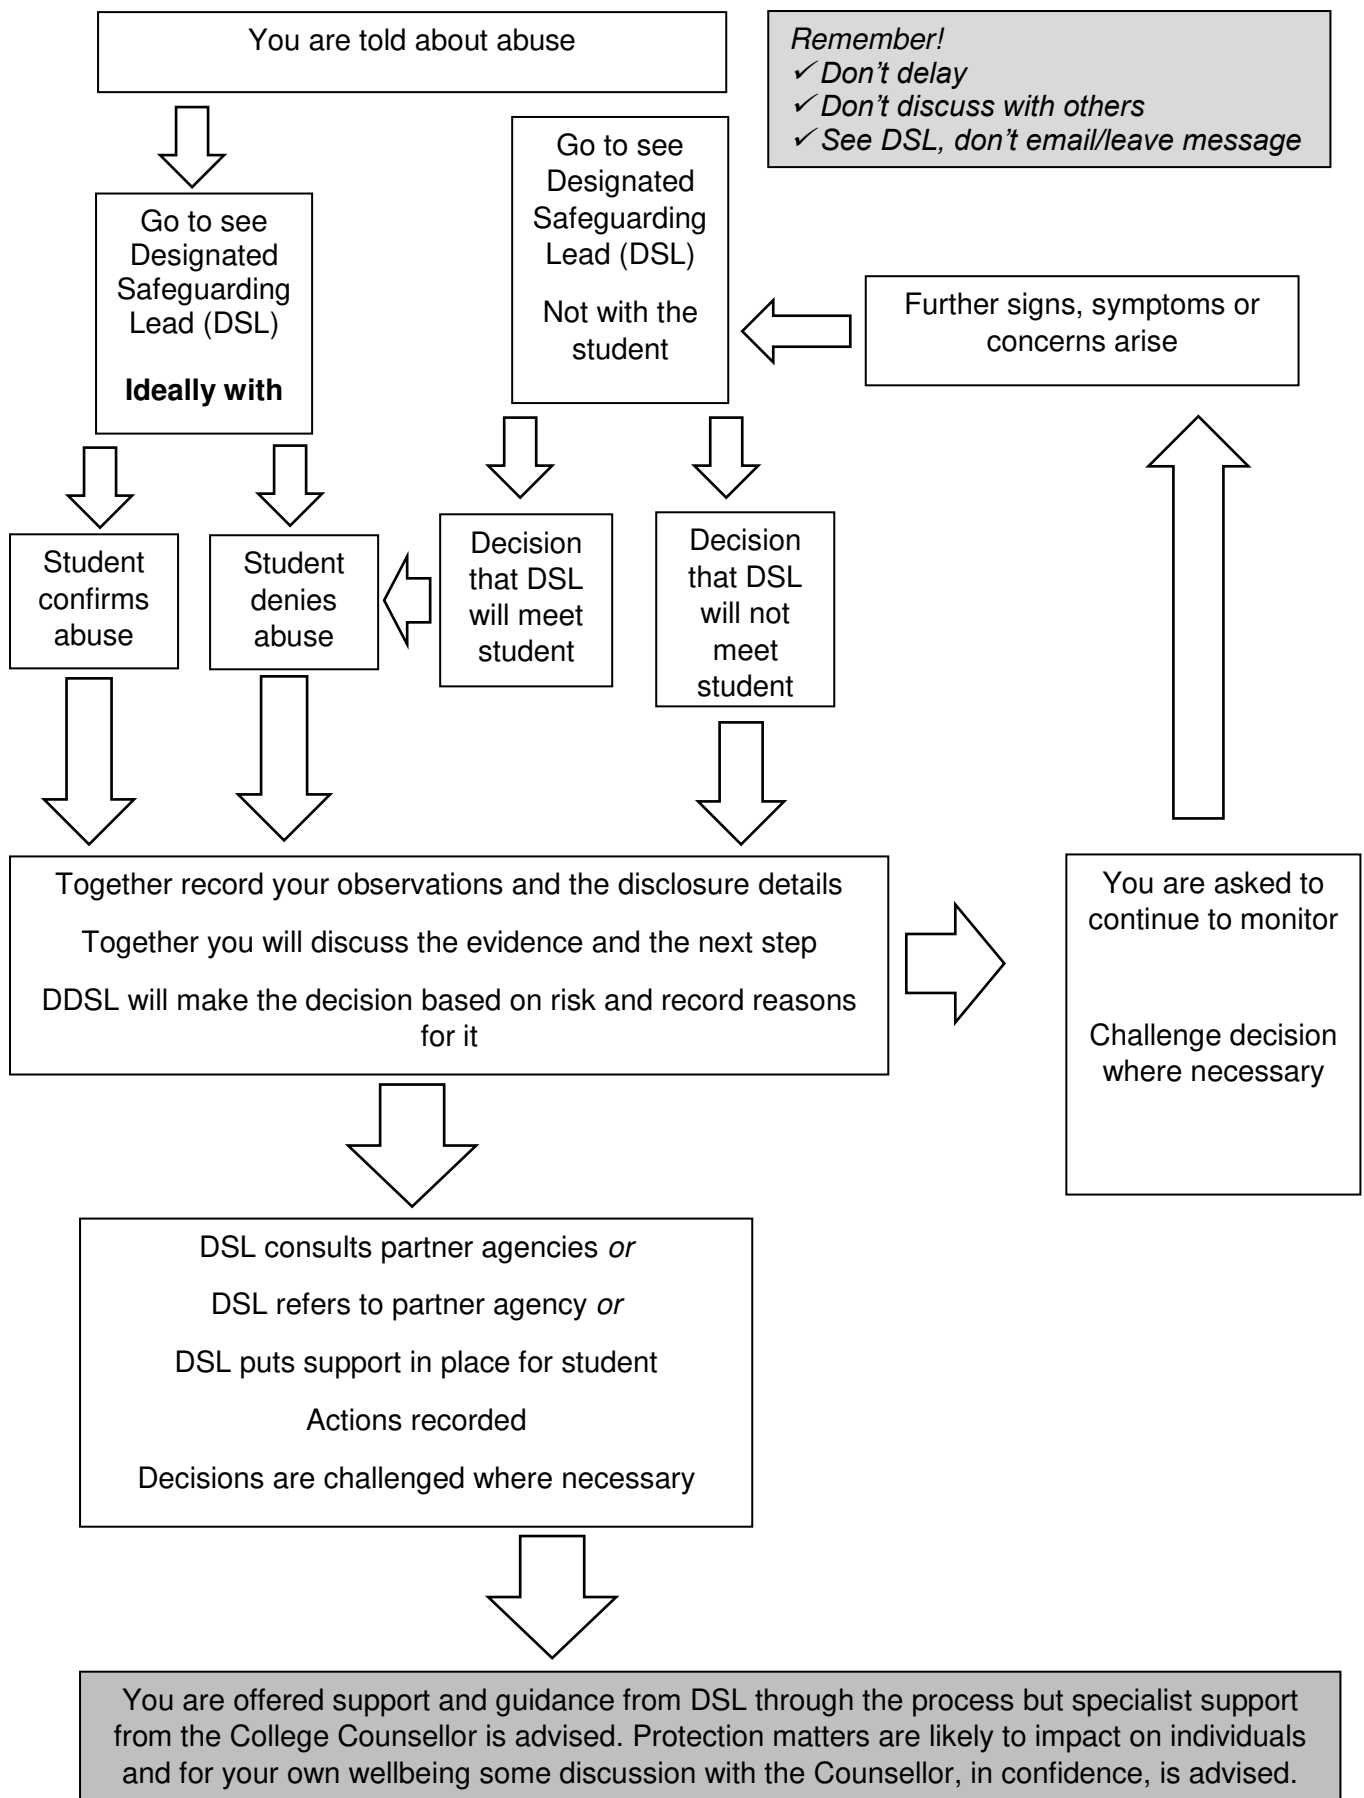 You are told about abuse
Remember!
✓ Don't delay
✓ Don't discuss with others
✓ See DSL, don't email/leave message
Go to see
Designated
Safeguarding
Lead (DSL)
Ideally with
Go to see
Designated
Safeguarding
Lead (DSL)
Not with the
student
Further signs, symptoms or
concerns arise
Student
confirms
abuse
Student
denies
abuse
Decision
that DSL
will meet
student
Decision
that DSL
will not
meet
student
Together record your observations and the disclosure details
Together you will discuss the evidence and the next step
DDSL will make the decision based on risk and record reasons
for it
You are asked to
continue to monitor
Challenge decision
where necessary
DSL consults partner agencies or
DSL refers to partner agency or
DSL puts support in place for student
Actions recorded
Decisions are challenged where necessary
You are offered support and guidance from DSL through the process but specialist support
from the College Counsellor is advised. Protection matters are likely to impact on individuals
and for your own wellbeing some discussion with the Counsellor, in confidence, is advised.